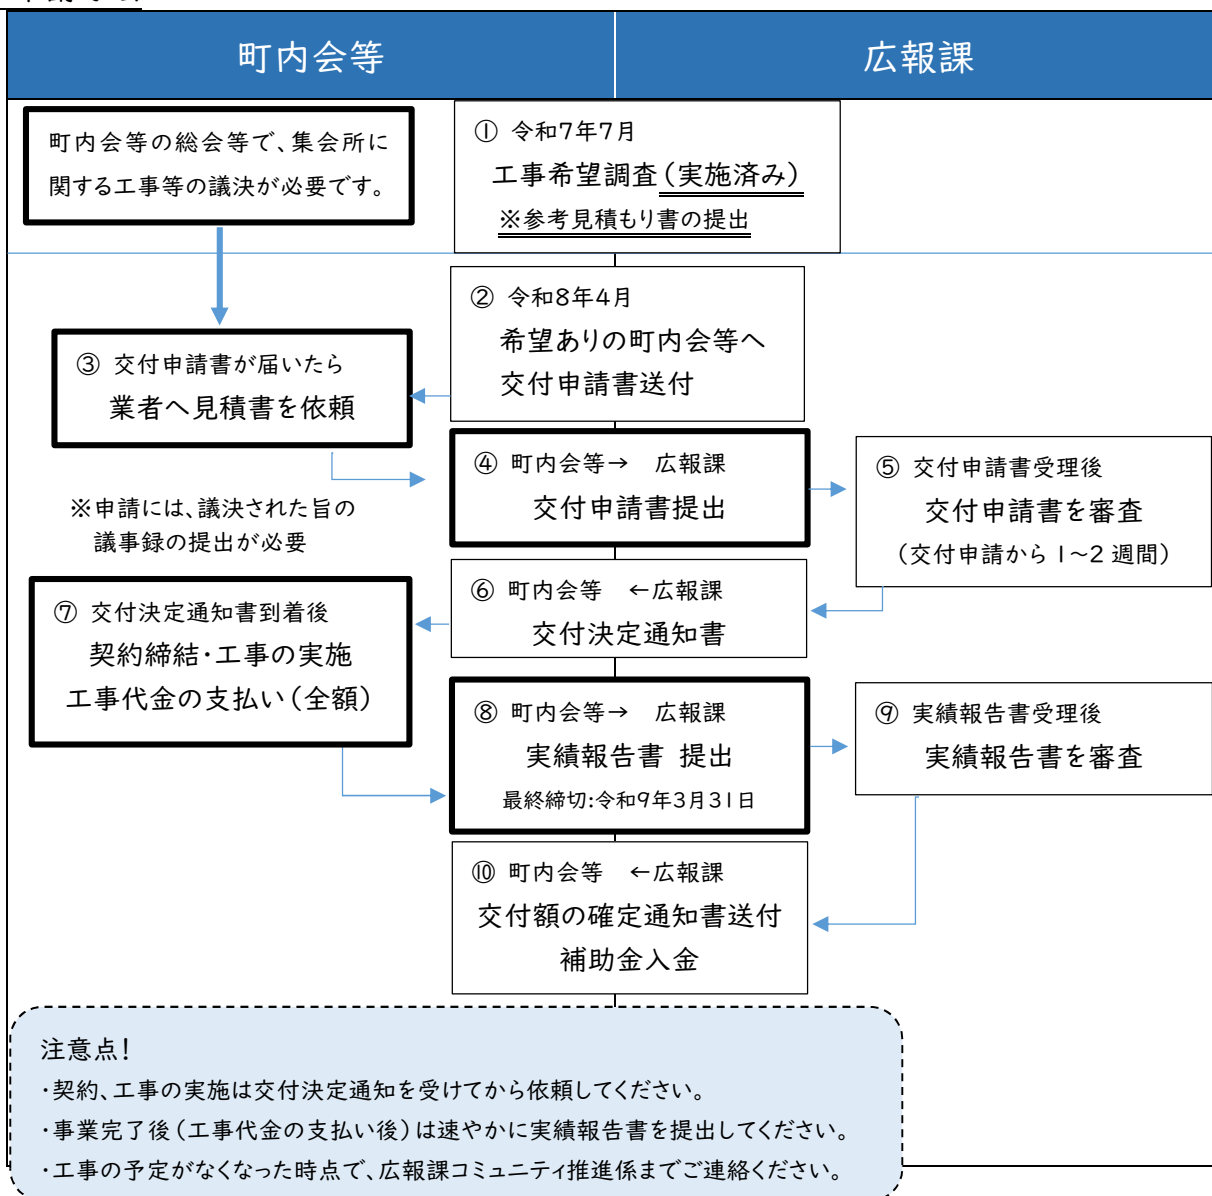 町内会等
広報課
町内会等の総会等で、集会所に
関する工事等の議決が必要です。
① 令和7年7月
工事希望調査(実施済み)
※参考見積もり書の提出
② 令和8年4月
希望ありの町内会等へ
交付申請書送付
③ 交付申請書が届いたら
業者へ見積書を依頼
④ 町内会等→ 広報課
交付申請書提出
⑤ 交付申請書受理後
交付申請書を審査
(交付申請から1~2週間)
※申請には、議決された旨の
議事録の提出が必要
⑥ 町内会等 ←広報課
交付決定通知書
⑦ 交付決定通知書到着後
契約締結・工事の実施
工事代金の支払い(全額)
⑧ 町内会等→ 広報課
実績報告書 提出
最終締切:令和9年3月31日
⑨ 実績報告書受理後
実績報告書を審査
⑩ 町内会等 ←広報課
交付額の確定通知書送付
補助金入金
注意点!
・契約、工事の実施は交付決定通知を受けてから依頼してください。
・事業完了後(工事代金の支払い後)は速やかに実績報告書を提出してください。
・工事の予定がなくなった時点で、広報課コミュニティ推進係までご連絡ください。